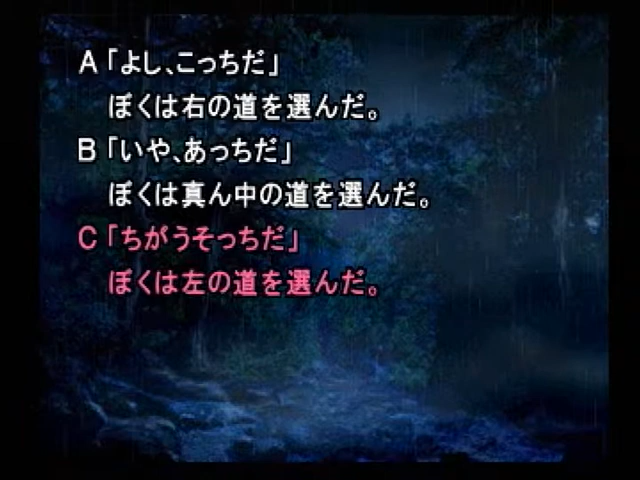 A「よし、こっちだ」
ぼくは右の道を選んだ。
B「いや、あっちだ」
ぼくは真ん中の道を選んだ。
C「ちがうそっちだ」
ぼくは左の道を選んだ。